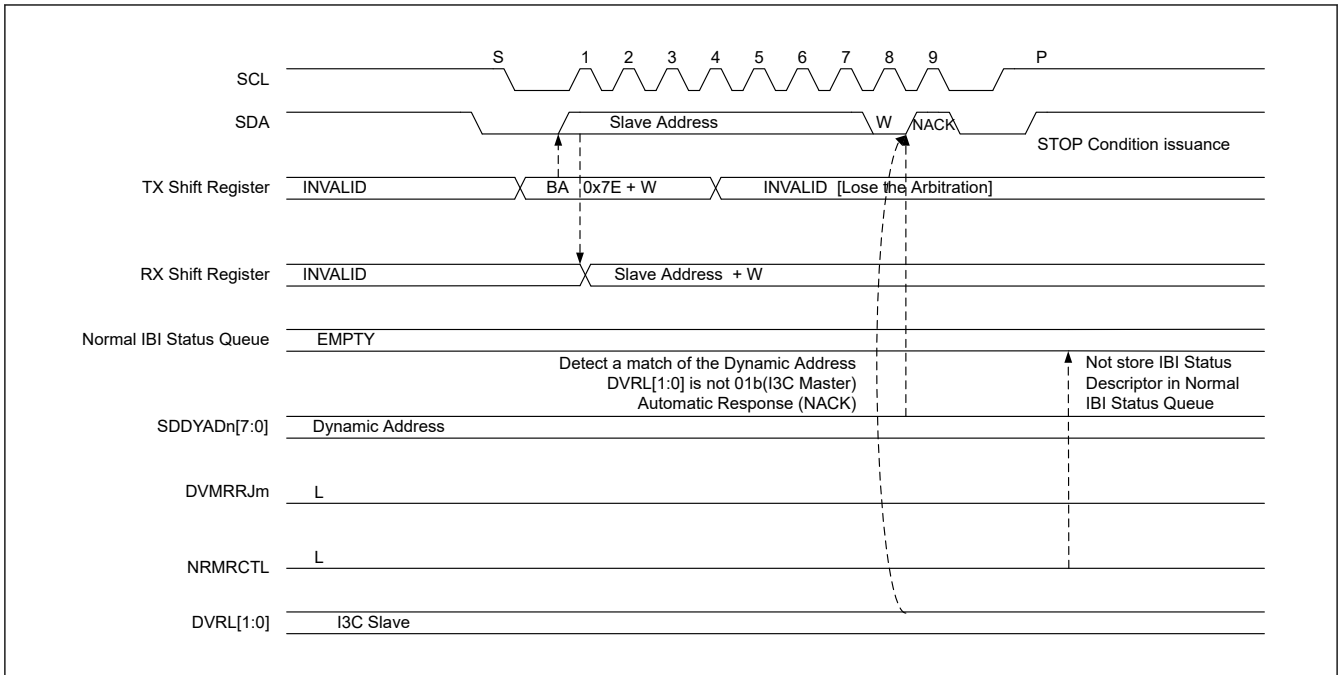 S 1 2 3 4 5 6 7 8 9 P
SCL
SDA Slave Address W NACK
STOP Condition issuance
TX Shift Register INVALID BA 0x7E + W INVALID [Lose the Arbitration]
RX Shift Register INVALID Slave Address + W
Normal IBI Status Queue EMPTY
Detect a match of the Dynamic Address
DVRL[1:0] is not 01b(I3C Master)
Automatic Response (NACK)
Not store IBI Status
Descriptor in Normal
IBI Status Queue
SDDYADn[7:0] Dynamic Address
DVMRRJm L
NRMRCTL L
DVRL[1:0] I3C Slave